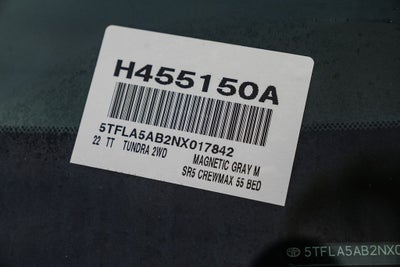 H455150A
5TFLA5AB2NX017842
22 TT TUNDRA 2WD
MAGNETIC GRAY M
SR5 CREWMAX 55 BED
5TFLA5AB2NX0